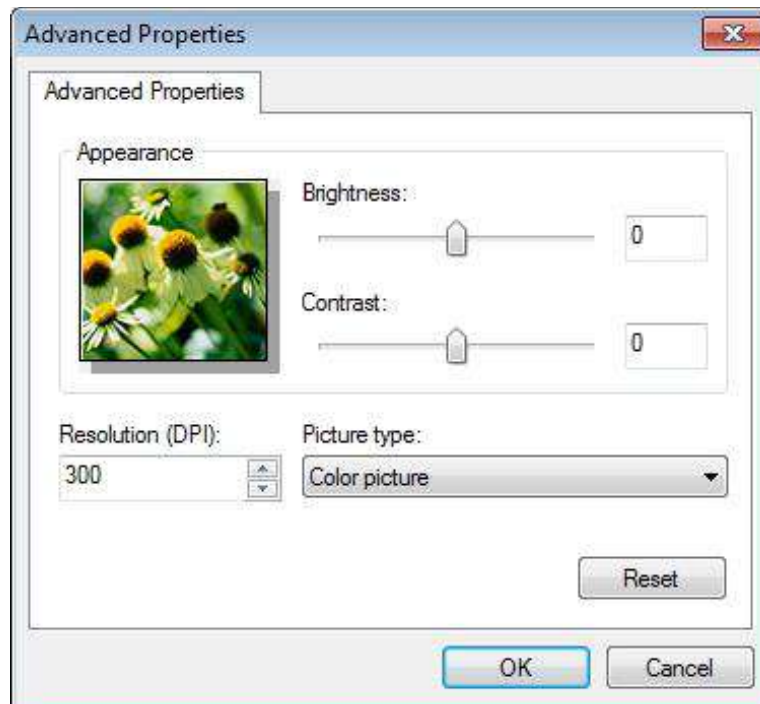 Advanced Properties
Advanced Properties
Appearance
Brightness:
0
Contrast:
0
Resolution (DPI):
Picture type:
300
Color picture
Reset
OK
Cancel